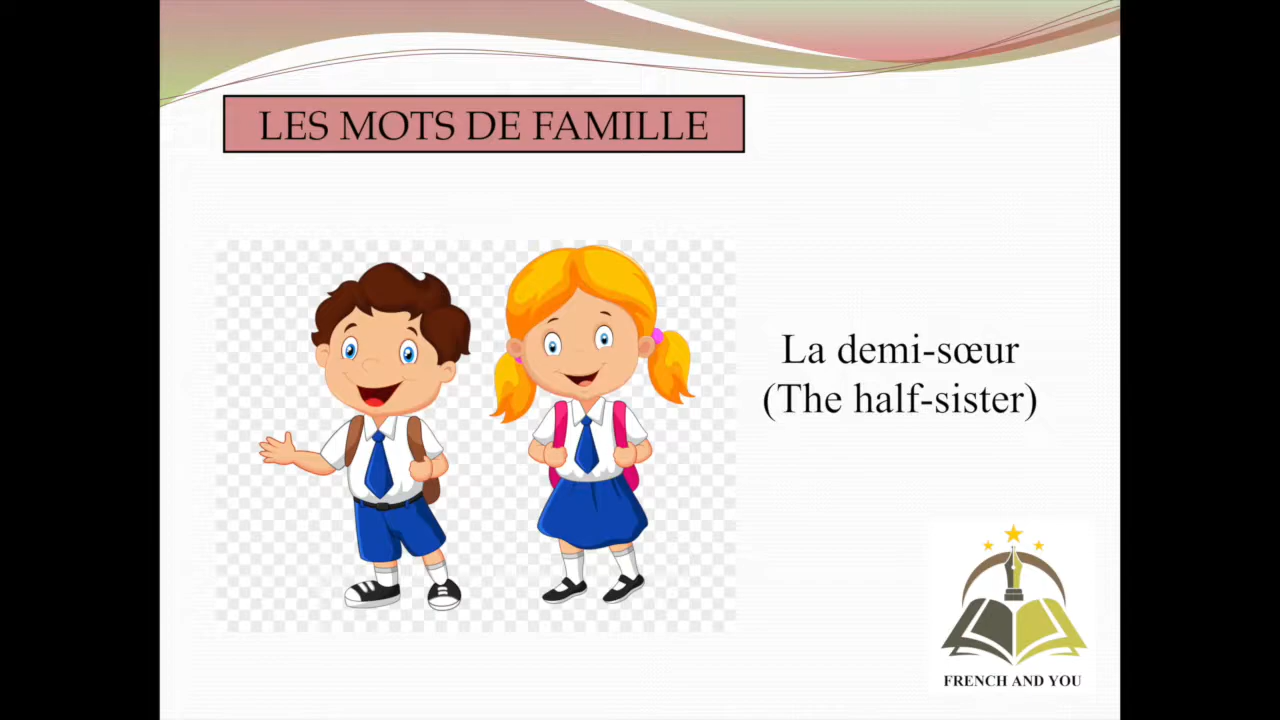 LES MOTS DE FAMILLE
La demi-sœur
(The half-sister)
FRENCH AND YOU